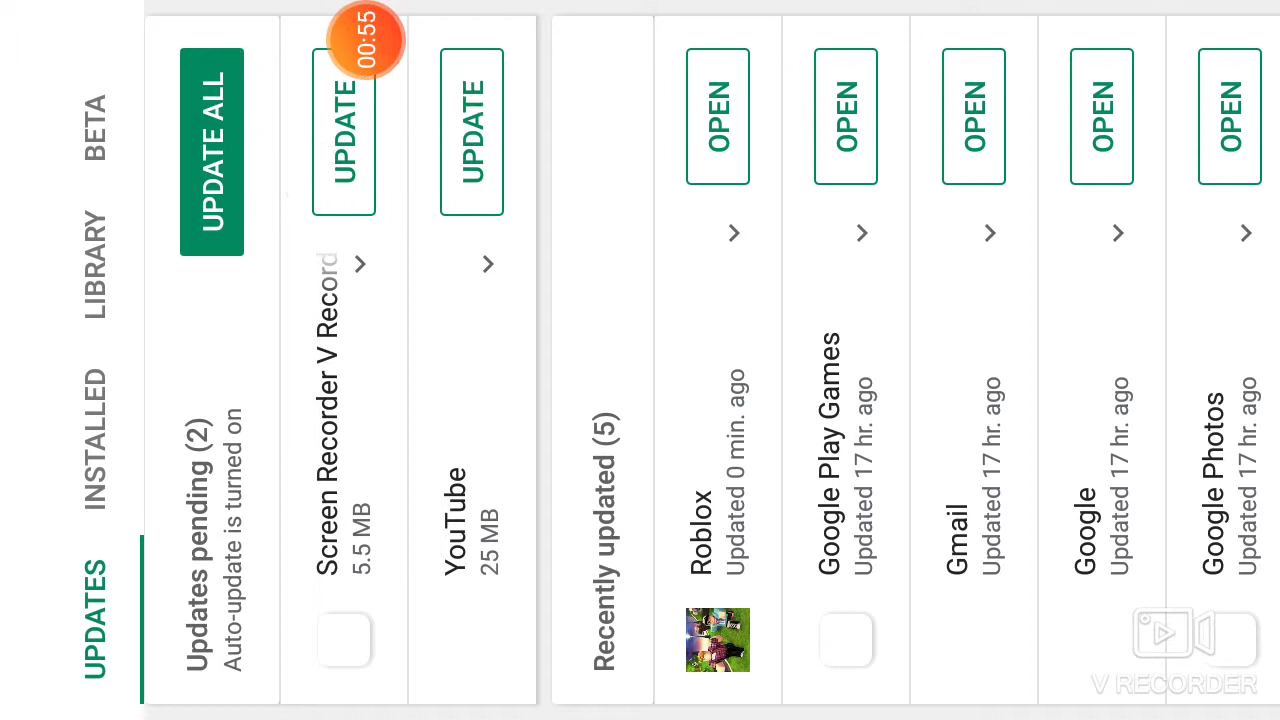 UPDATES INSTALLED LIBRARY BETA
Updates pending (2)
Auto-update is turned on
UPDATE ALL
00:55
Screen Recorder V Record
5.5 MB
UPDATE
YouTube
25 MB
UPDATE
Recently updated (5)
Roblox
Updated 0 min. ago
OPEN
Google Play Games
Updated 17 hr. ago
OPEN
Gmail
Updated 17 hr. ago
OPEN
Google
Updated 17 hr. ago
OPEN
Google Photos
Updated 17 hr. ago
OPEN
V RECORDER